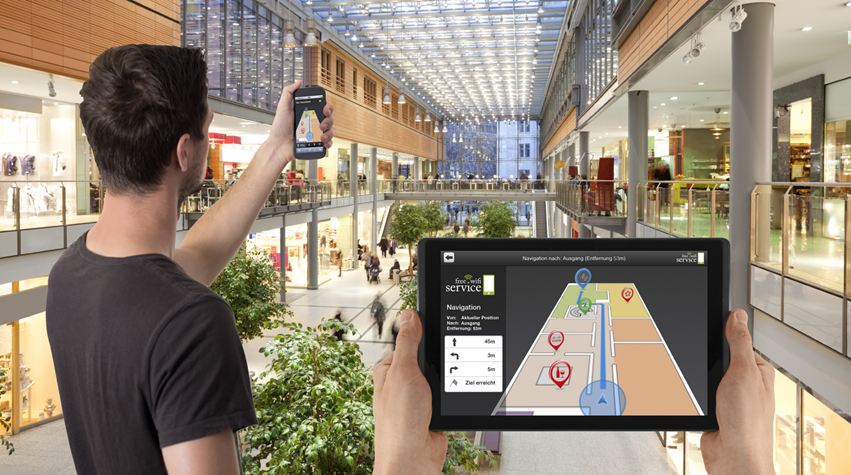 Navigation nach: Ausgang (Entfernung 53m)
free wifi
service
free wifi
service
Navigation
Von: Aktueller Position
Nach: Ausgang
Entfernung: 53m
45m
3m
5m
Ziel erreicht